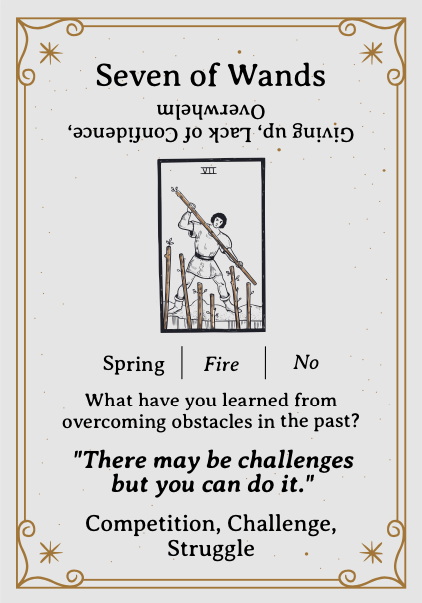 Seven of Wands
Giving up, Lack of Confidence,
Overwhelm
VII
Spring | Fire | No
What have you learned from
overcoming obstacles in the past?
"There may be challenges
but you can do it."
Competition, Challenge,
Struggle